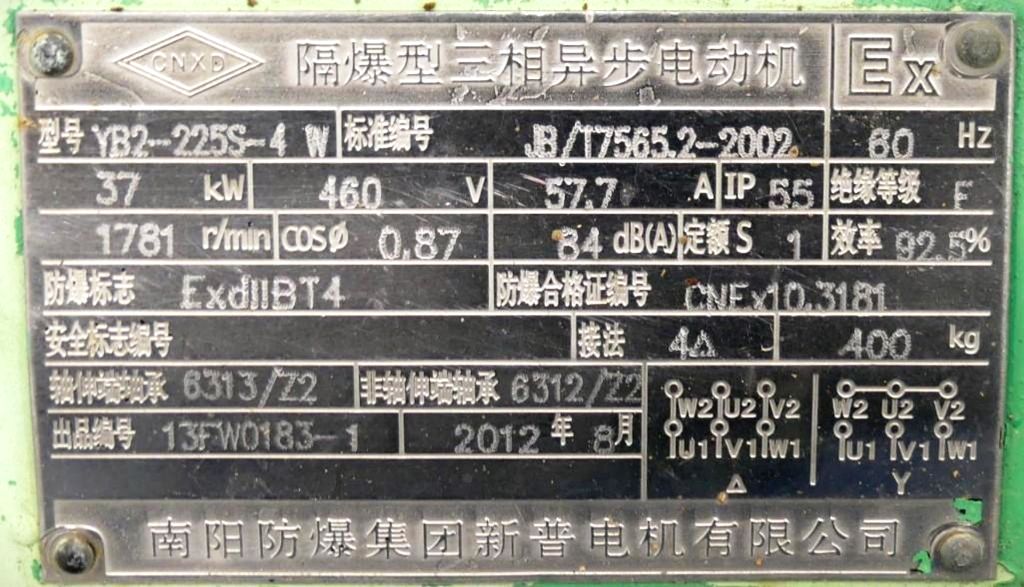 CNXD 隔爆型三相异步电动机 Ex
型号 YB2-225S-4 W 标准编号 JB/T7565.2-2002 60 Hz
37 kW 460 V 57.7 A IP 55 绝缘等级 F
1781 r/min COSØ 0.87 84 dB(A) 定额 S 1 效率 92.5%
防爆标志 ExdIIBT4 防爆合格证编号 CNEx10.3181
安全标志编号 接法 4Δ 400 kg
轴伸端轴承 6313/Z2 非轴伸端轴承 6312/Z2
W2 U2 V2 W2 U2 V2
出品编号 13FW0183-1 2012 年 8月
U1 V1 W1 U1 V1 W1
Δ Y
南阳防爆集团新普电机有限公司